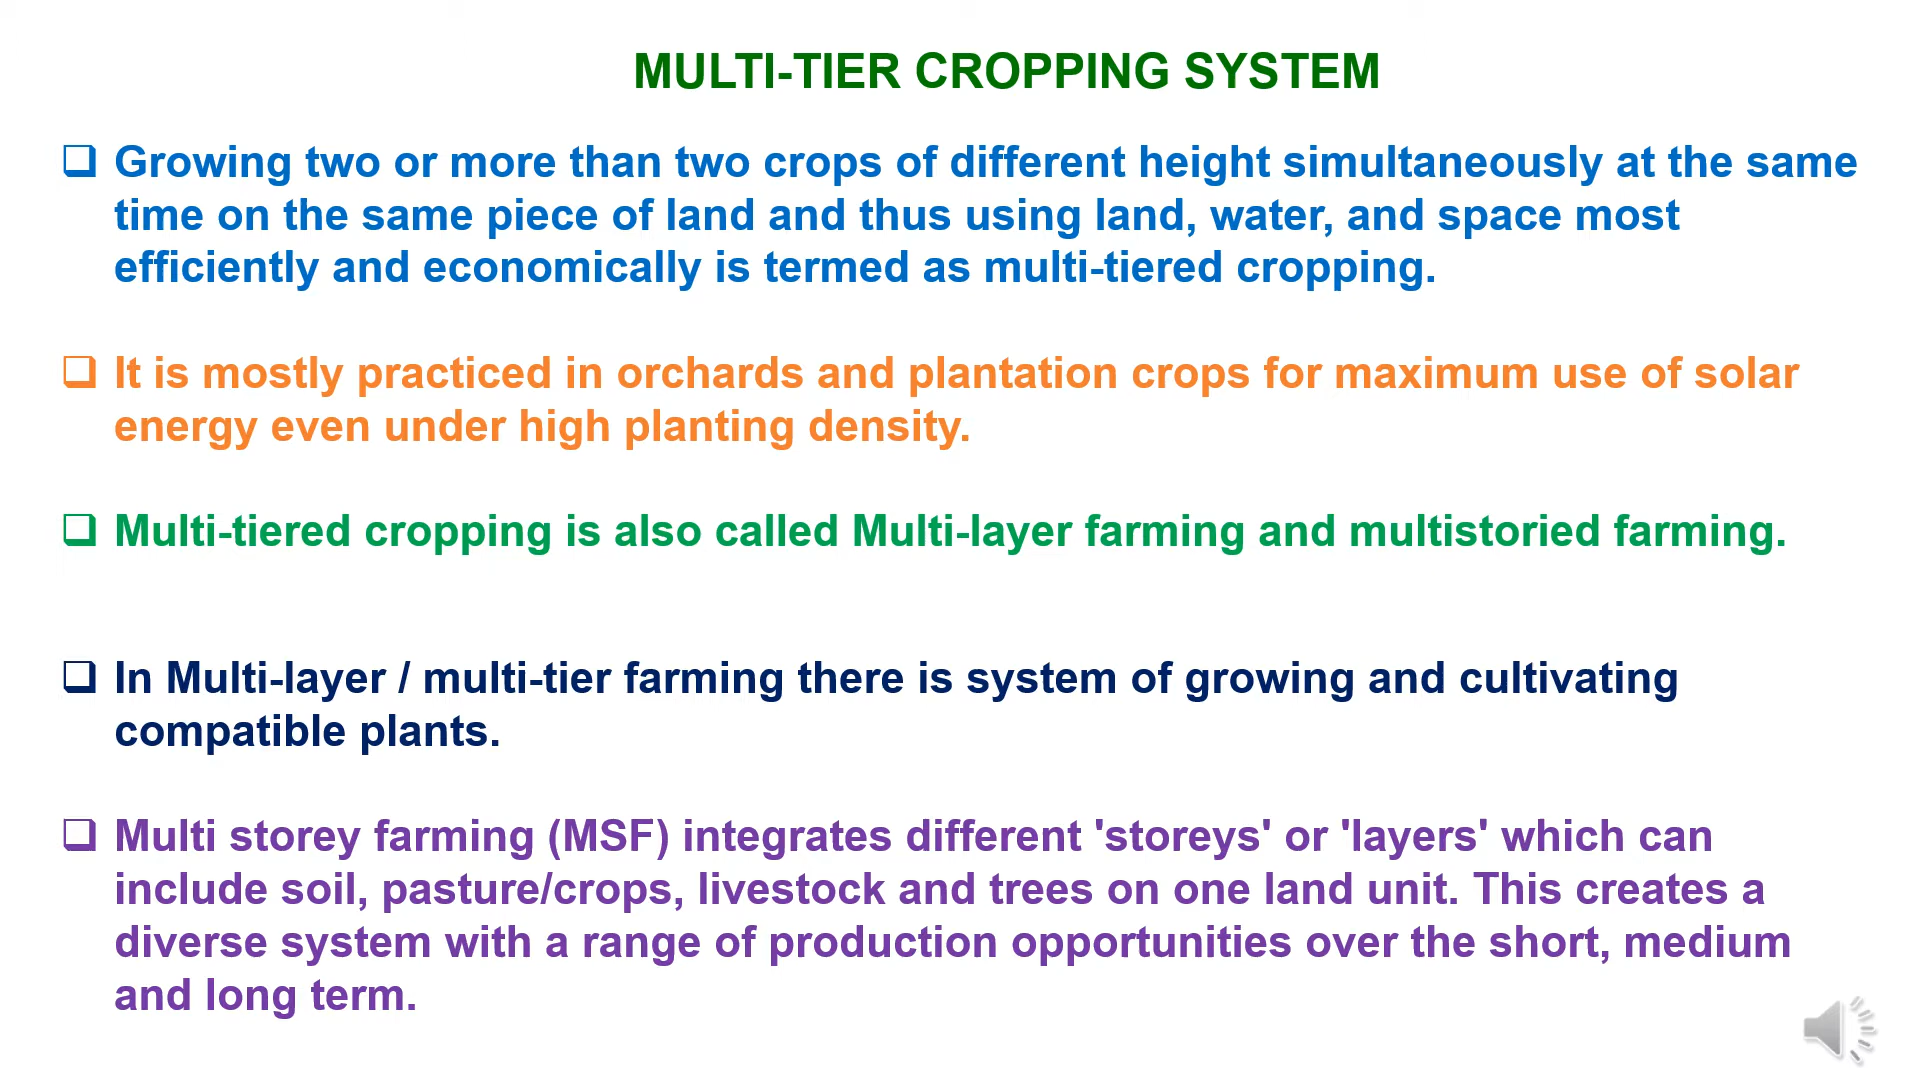 MULTI-TIER CROPPING SYSTEM
❑ Growing two or more than two crops of different height simultaneously at the same
time on the same piece of land and thus using land, water, and space most
efficiently and economically is termed as multi-tiered cropping.
❑ It is mostly practiced in orchards and plantation crops for maximum use of solar
energy even under high planting density.
❑ Multi-tiered cropping is also called Multi-layer farming and multistoried farming.
❑ In Multi-layer / multi-tier farming there is system of growing and cultivating
compatible plants.
❑ Multi storey farming (MSF) integrates different 'storeys' or 'layers' which can
include soil, pasture/crops, livestock and trees on one land unit. This creates a
diverse system with a range of production opportunities over the short, medium
and long term.